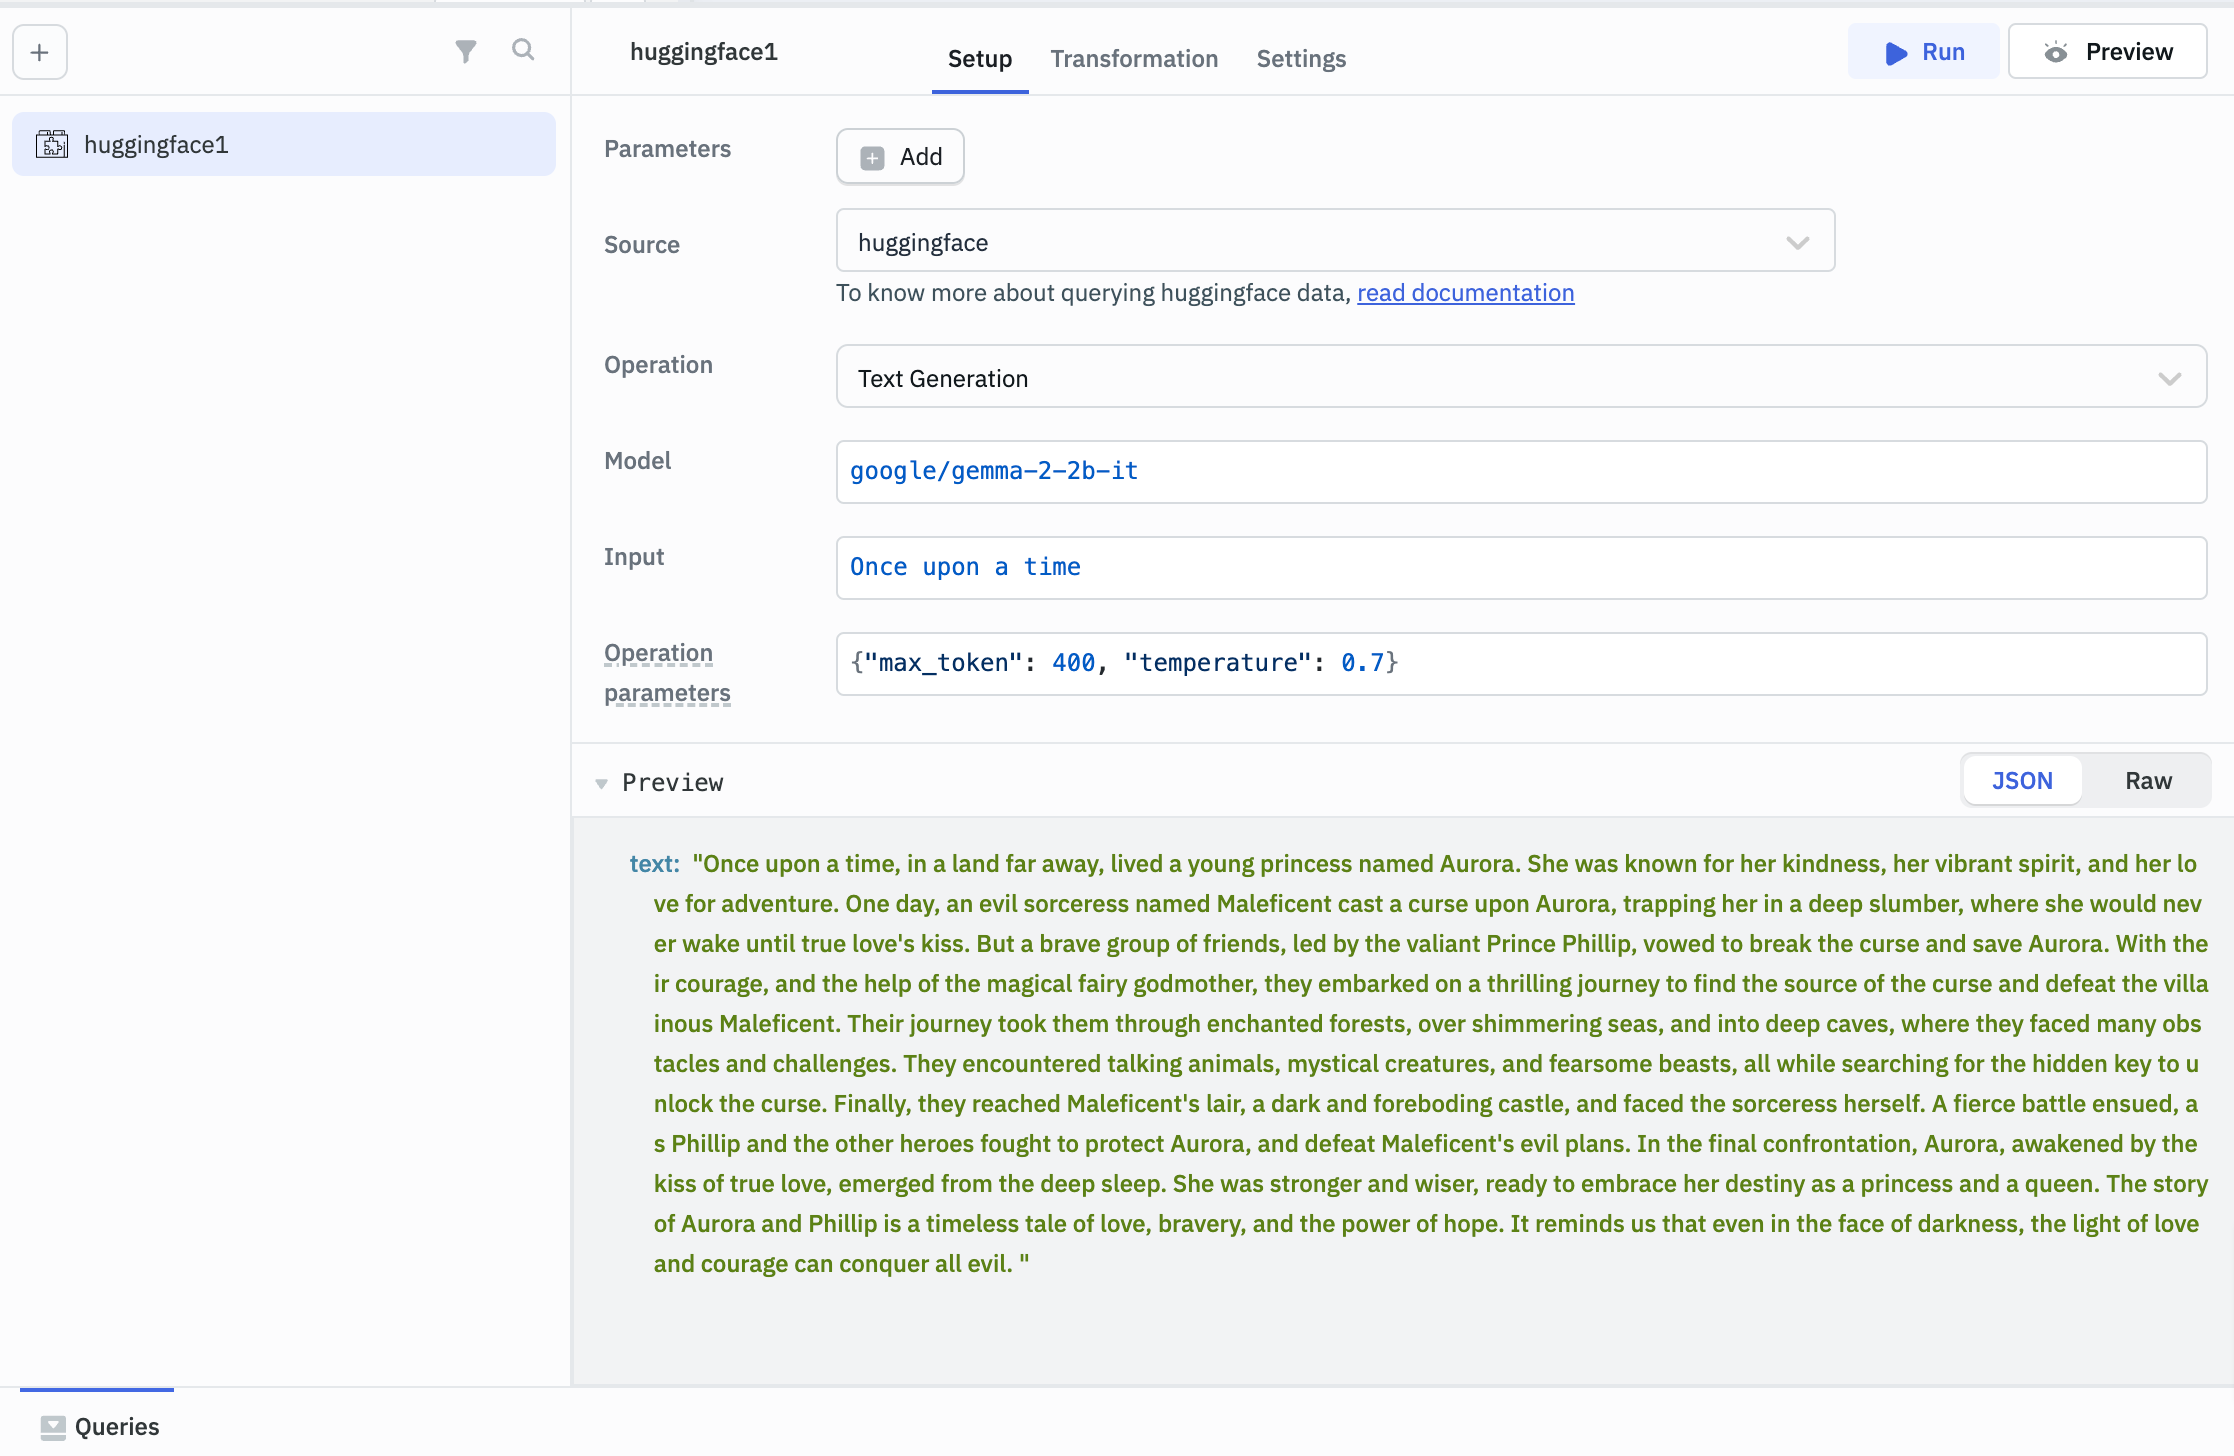 huggingface1
Setup
Transformation
Settings
Run
Preview
huggingface1
Parameters
Add
Source
huggingface
To know more about querying huggingface data, read documentation
Operation
Text Generation
Model
google/gemma-2-2b-it
Input
Once upon a time
Operation
parameters
{"max_token": 400, "temperature": 0.7}
Preview
JSON
Raw
text: "Once upon a time, in a land far away, lived a young princess named Aurora. She was known for her kindness, her vibrant spirit, and her lo
ve for adventure. One day, an evil sorceress named Maleficent cast a curse upon Aurora, trapping her in a deep slumber, where she would nev
er wake until true love's kiss. But a brave group of friends, led by the valiant Prince Phillip, vowed to break the curse and save Aurora. With the
ir courage, and the help of the magical fairy godmother, they embarked on a thrilling journey to find the source of the curse and defeat the villa
inous Maleficent. Their journey took them through enchanted forests, over shimmering seas, and into deep caves, where they faced many obs
tacles and challenges. They encountered talking animals, mystical creatures, and fearsome beasts, all while searching for the hidden key to u
nlock the curse. Finally, they reached Maleficent's lair, a dark and foreboding castle, and faced the sorceress herself. A fierce battle ensued, a
s Phillip and the other heroes fought to protect Aurora, and defeat Maleficent's evil plans. In the final confrontation, Aurora, awakened by the
kiss of true love, emerged from the deep sleep. She was stronger and wiser, ready to embrace her destiny as a princess and a queen. The story
of Aurora and Phillip is a timeless tale of love, bravery, and the power of hope. It reminds us that even in the face of darkness, the light of love
and courage can conquer all evil. "
Queries